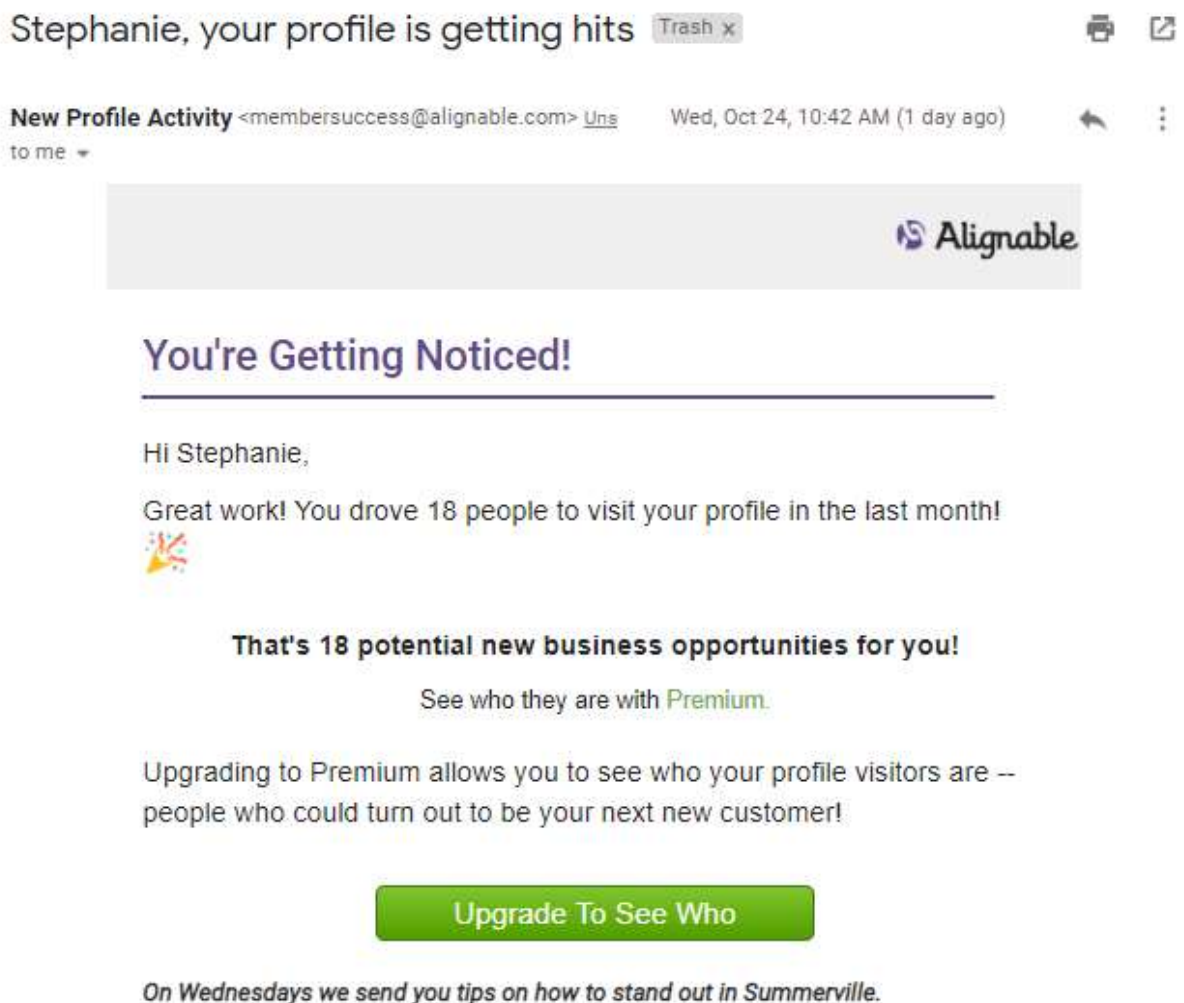 Stephanie, your profile is getting hits Trash x
New Profile Activity <membersuccess@alignable.com> Uns Wed, Oct 24, 10:42 AM (1 day ago)
to me
Alignable
You're Getting Noticed!
Hi Stephanie,
Great work! You drove 18 people to visit your profile in the last month!
That's 18 potential new business opportunities for you!
See who they are with Premium.
Upgrading to Premium allows you to see who your profile visitors are --
people who could turn out to be your next new customer!
Upgrade To See Who
On Wednesdays we send you tips on how to stand out in Summerville.